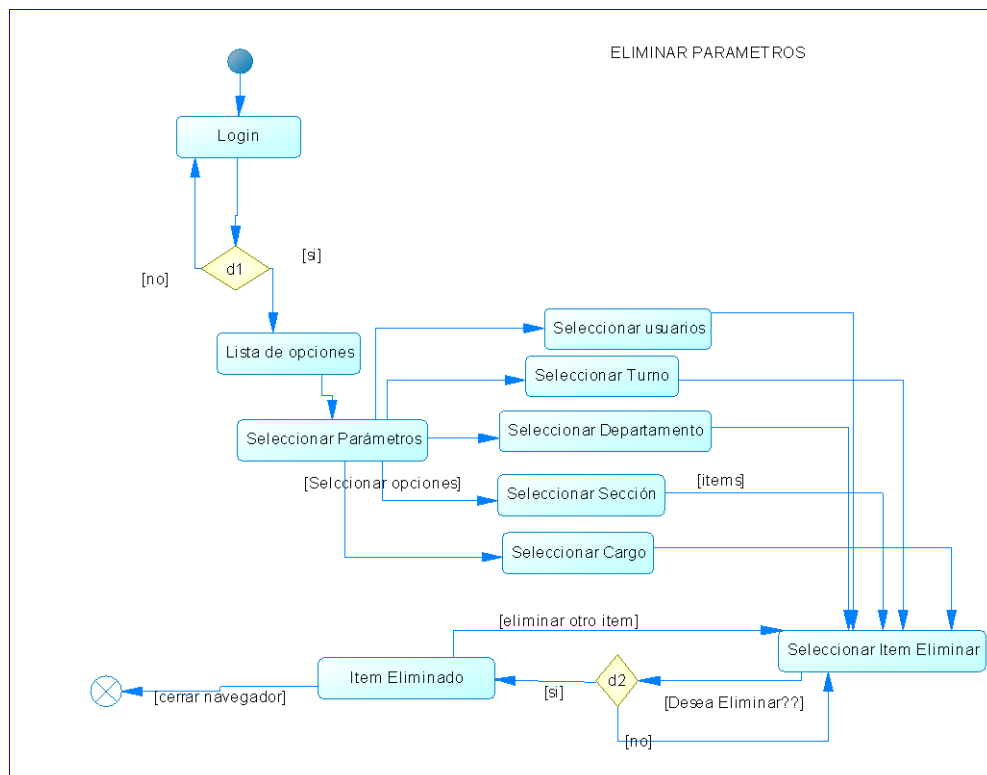 ELIMINAR PARAMETROS
Login
[si]
d1
[no]
Seleccionar usuarios
Lista de opciones
Seleccionar Turno
Seleccionar Parámetros
Seleccionar Departamento
[Selccionar opciones]
Seleccionar Sección
[items]
Seleccionar Cargo
[eliminar otro item]
Seleccionar Item Eliminar
Item Eliminado
d2
[cerrar navegador]
[si]
[Desea Eliminar??]
[no]